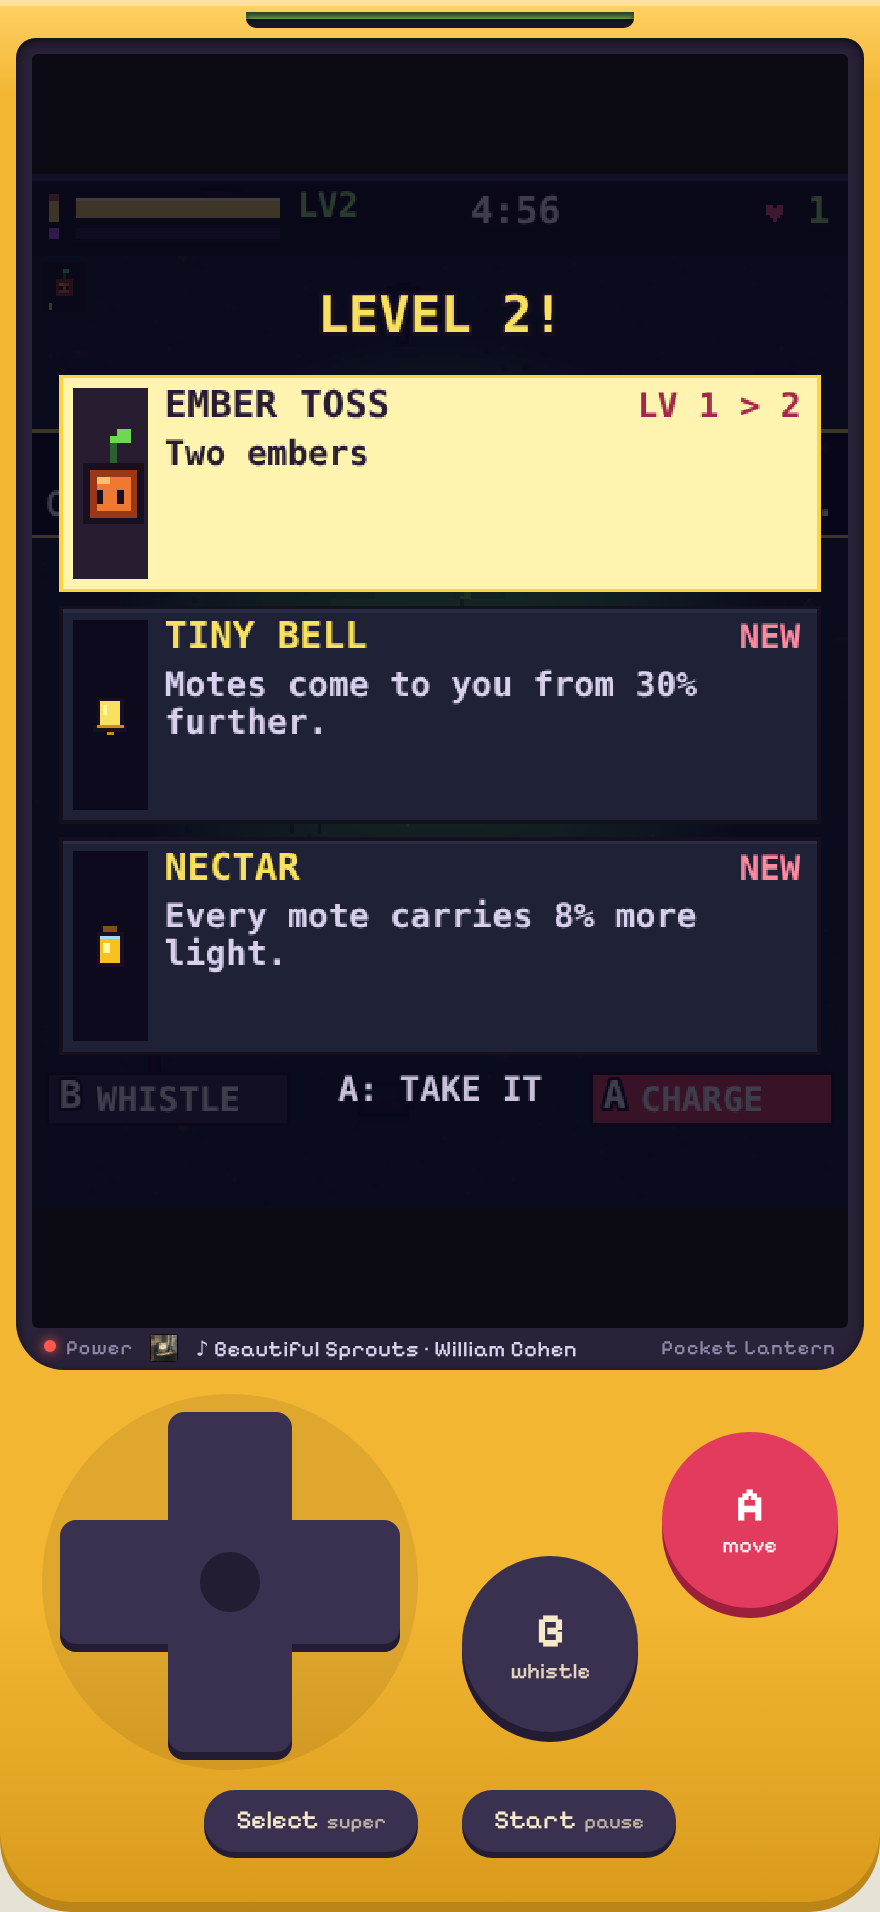 LV2
4:56
1
LEVEL 2!
EMBER TOSS
LV 1 > 2
Two embers
TINY BELL
NEW
Motes come to you from 30%
further.
NECTAR
NEW
Every mote carries 8% more
light.
B WHISTLE
A: TAKE IT
A CHARGE
Power
♪ Beautiful Sprouts · William Cohen
Pocket Lantern
A
move
B
whistle
Select super
Start pause